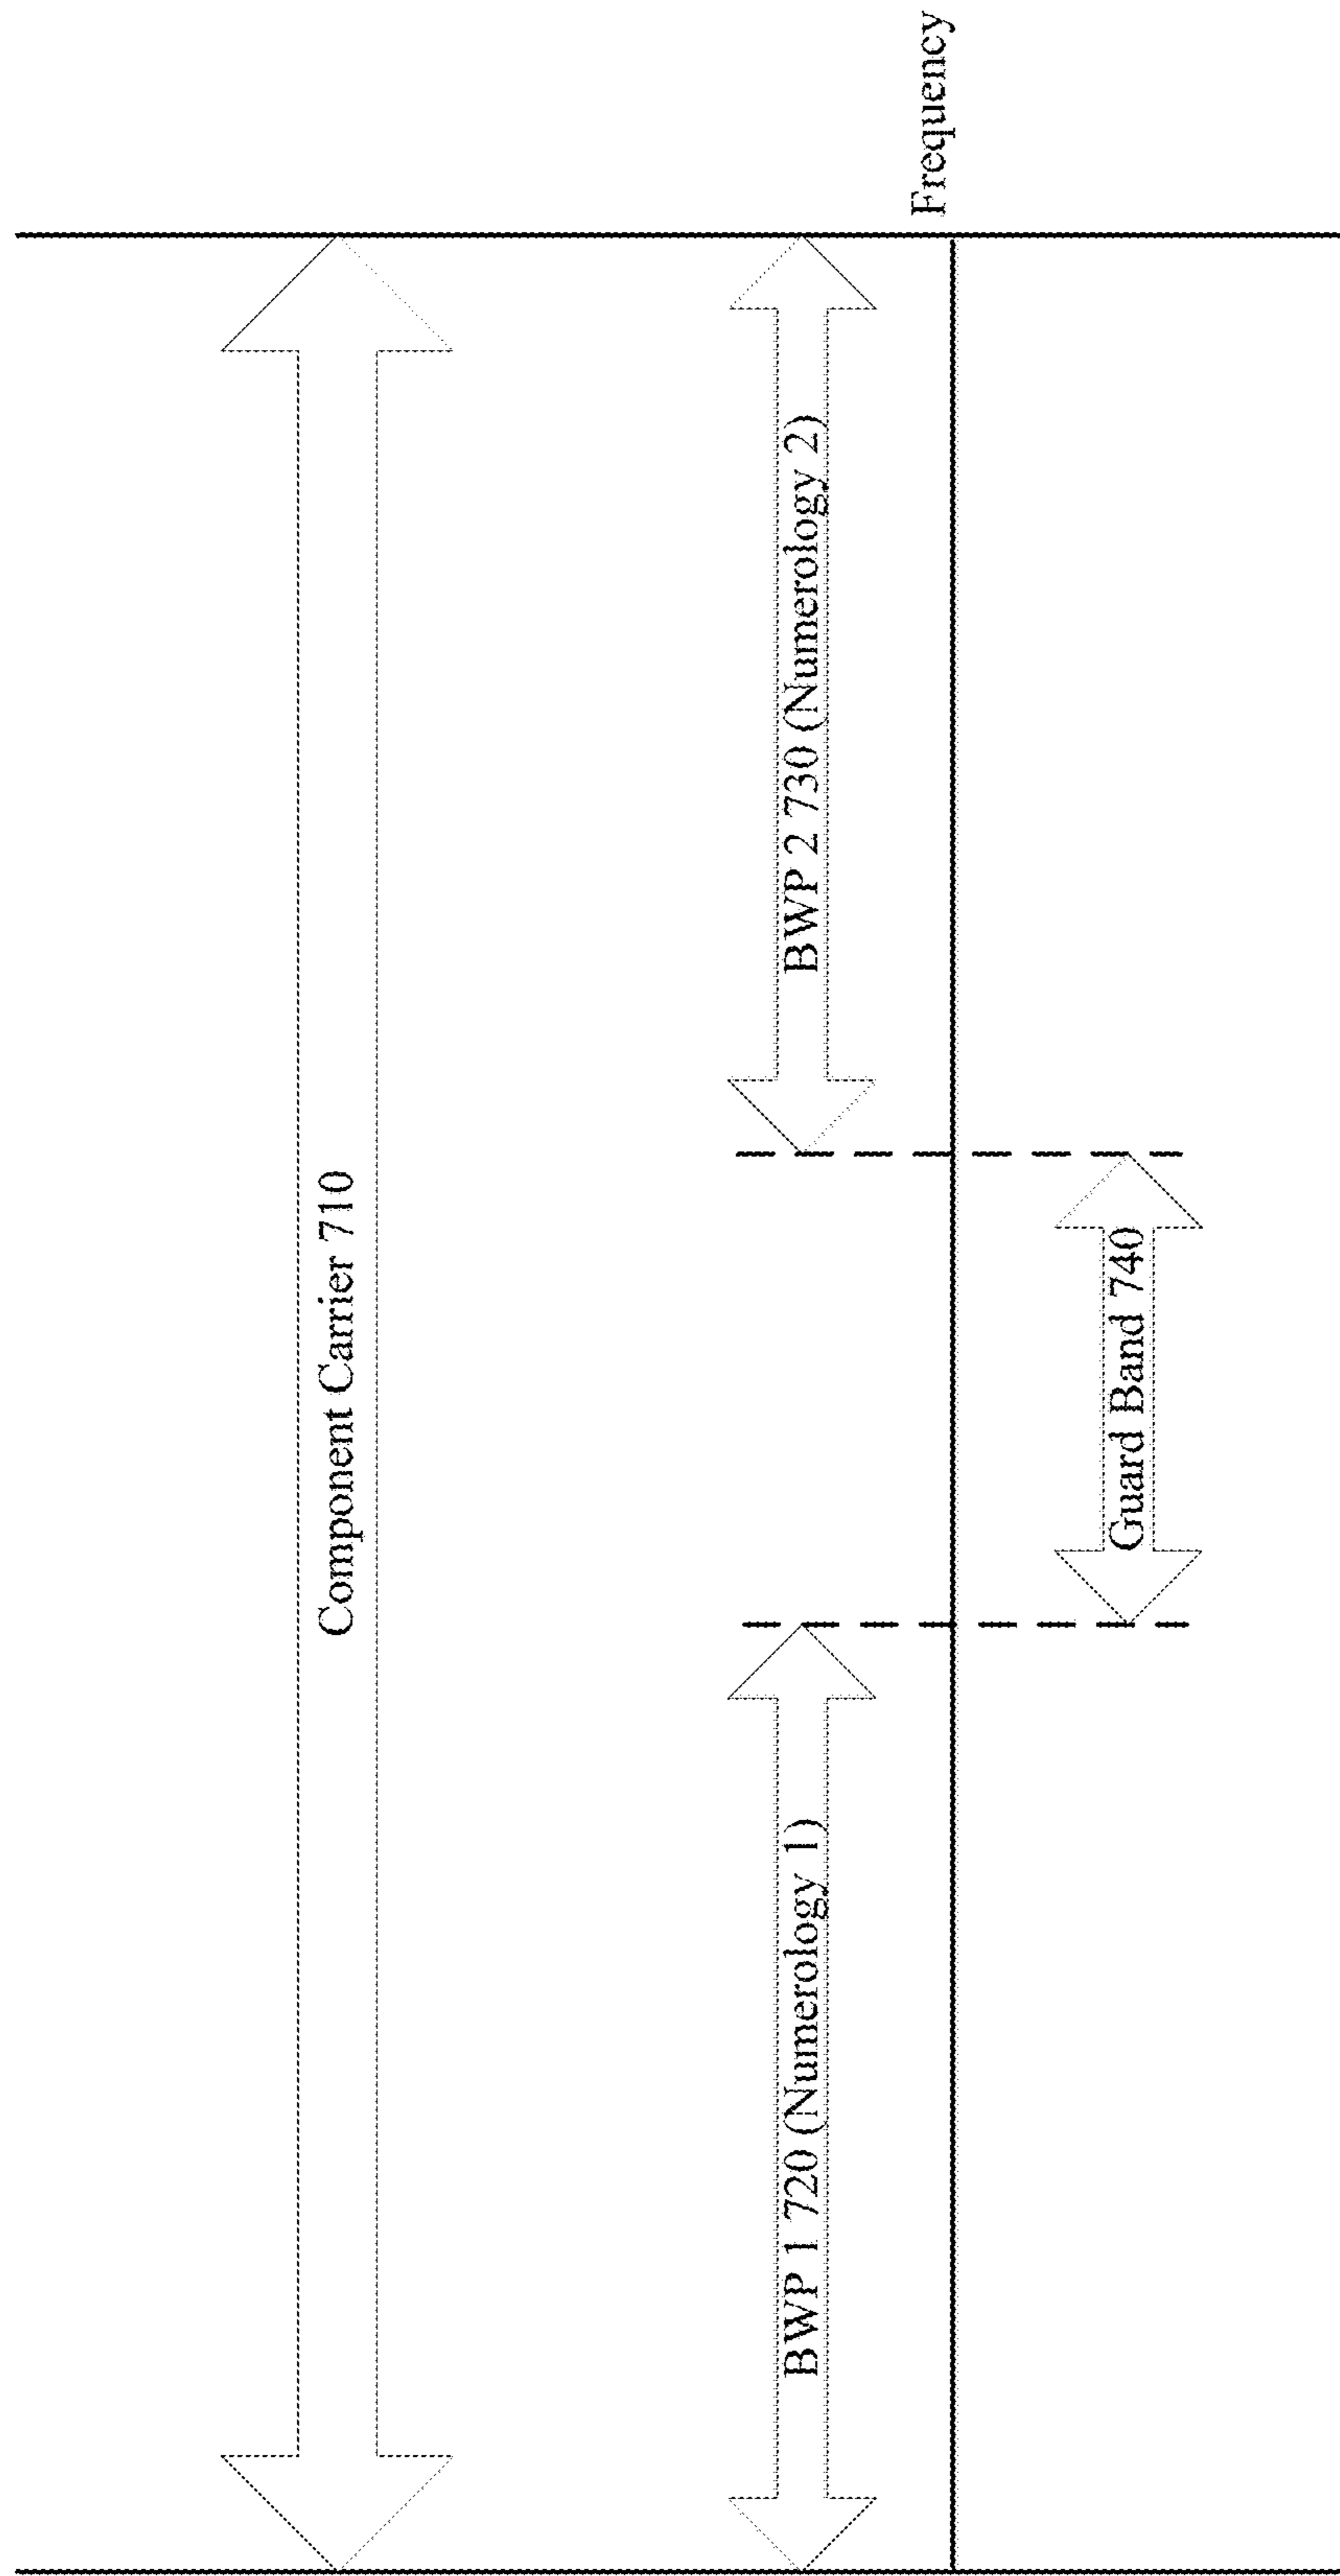 Component Carrier 710
BWP 1 720 (Numerology 1)
BWP 2 730 (Numerology 2)
Frequency
Guard Band 740